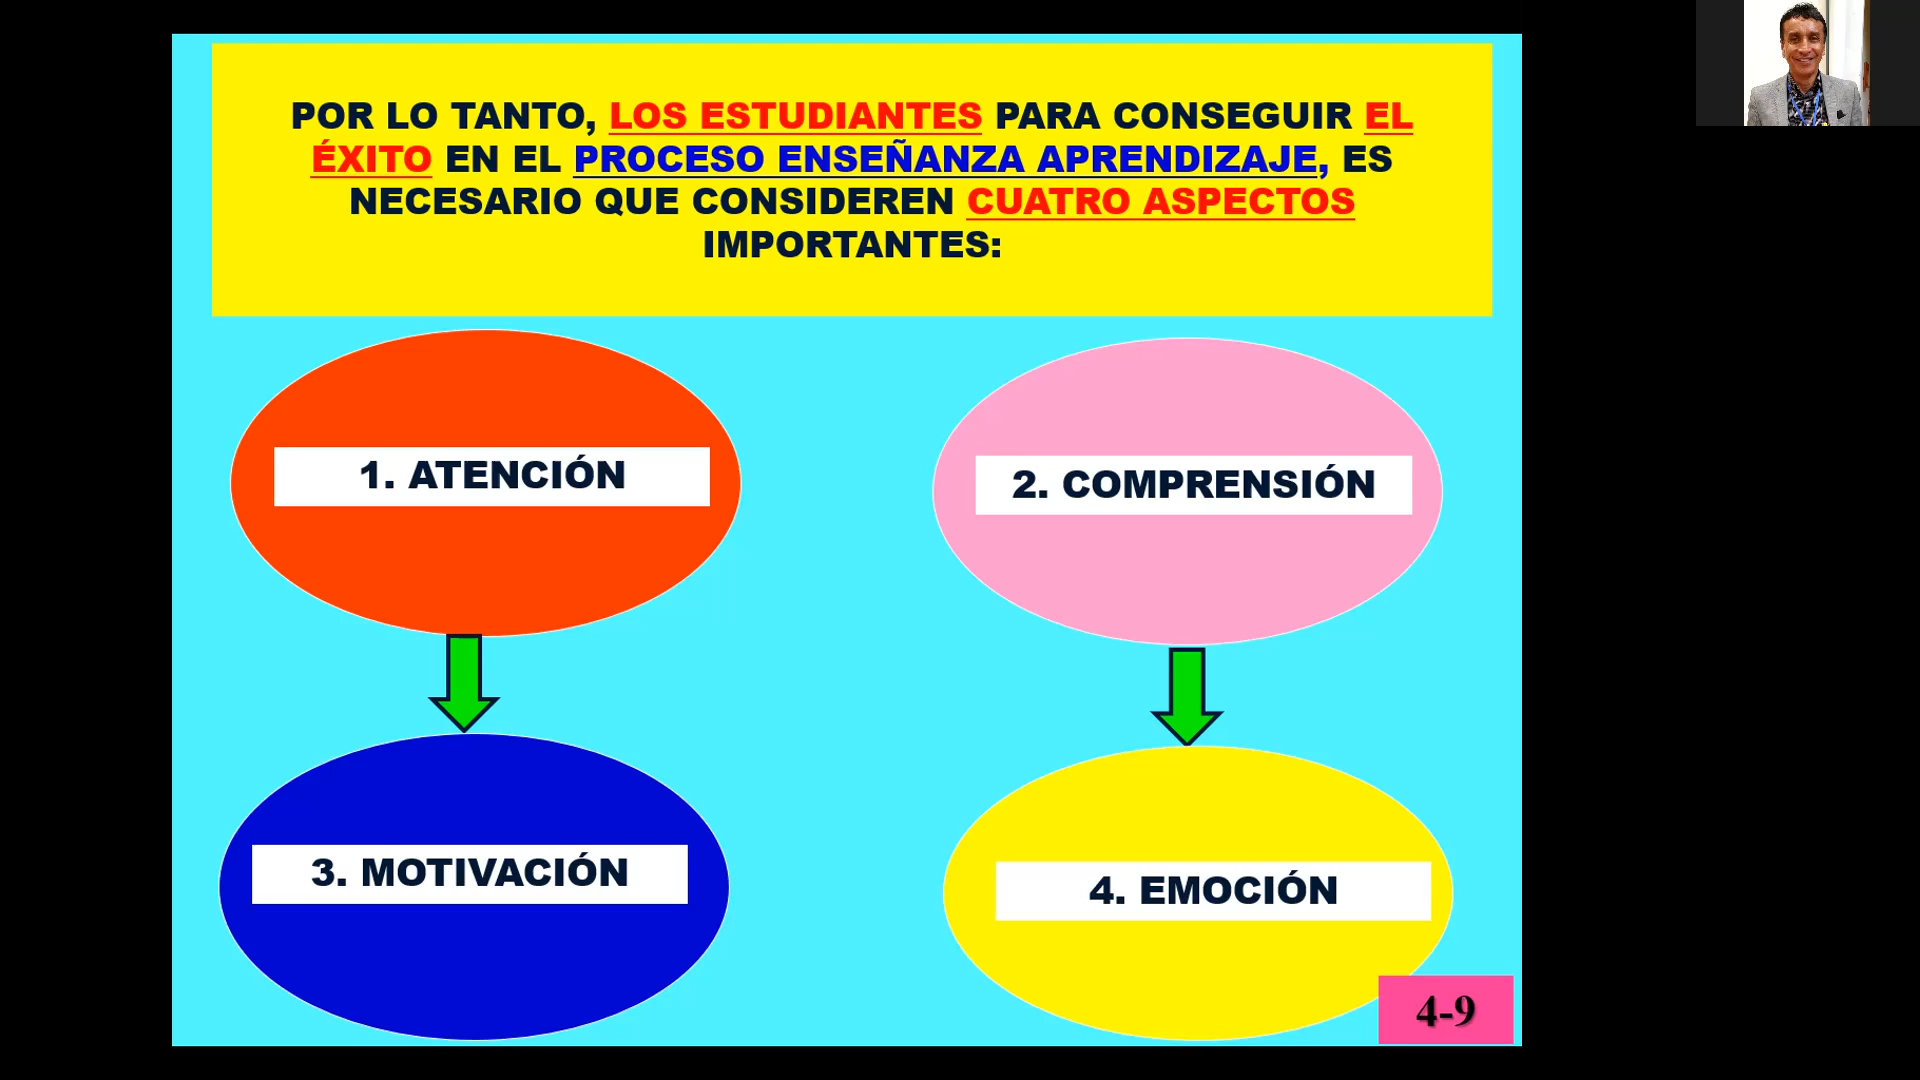 POR LO TANTO, LOS ESTUDIANTES PARA CONSEGUIR EL
ÉXITO EN EL PROCESO ENSEÑANZA APRENDIZAJE, ES
NECESARIO QUE CONSIDEREN CUATRO ASPECTOS
IMPORTANTES:
1. ATENCIÓN
2. COMPRENSIÓN
3. MOTIVACIÓN
4. EMOCIÓN
4-9